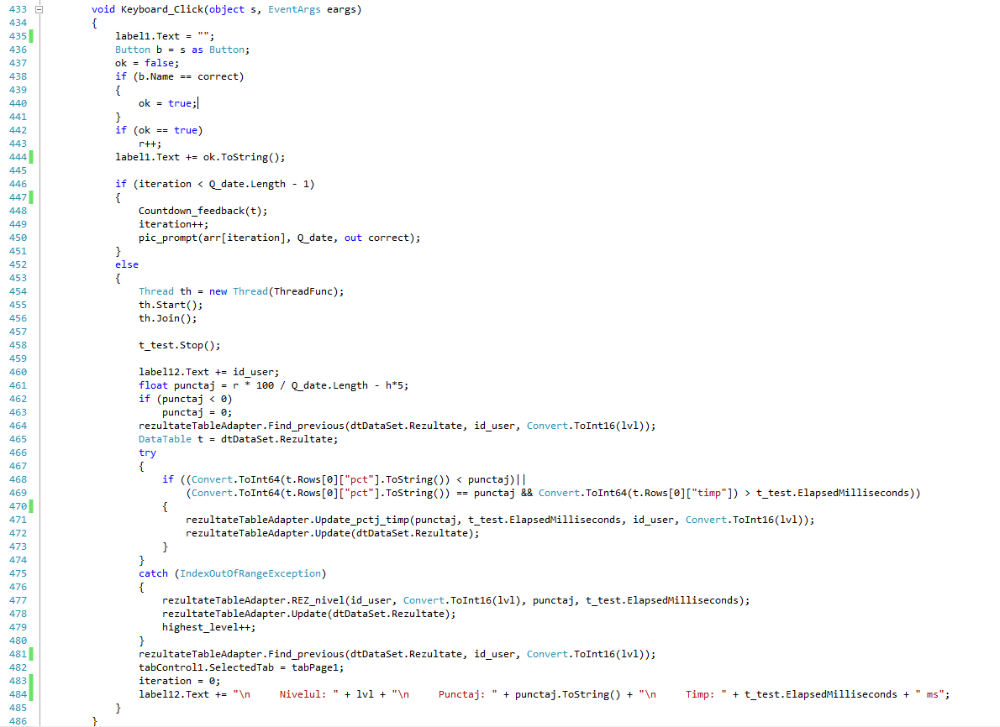 433 void Keyboard_Click(object s, EventArgs eargs)
434 {
435 label1.Text = "";
436 Button b = s as Button;
437 ok = false;
438 if (b.Name == correct)
439 {
440 ok = true;
441 }
442 if (ok == true)
443 r++;
444 label1.Text += ok.ToString();
445
446 if (iteration < Q_date.Length - 1)
447 {
448 Countdown_feedback(t);
449 iteration++;
450 pic_prompt(arr[iteration], Q_date, out correct);
451 }
452 else
453 {
454 Thread th = new Thread(ThreadFunc);
455 th.Start();
456 th.Join();
457
458 t_test.Stop();
459
460 label12.Text += id_user;
461 float punctaj = r * 100 / Q_date.Length - h*5;
462 if (punctaj < 0)
463 punctaj = 0;
464 rezultateTableAdapter.Find_previous(dtDataSet.Rezultate, id_user, Convert.ToInt16(lvl));
465 DataTable t = dtDataSet.Rezultate;
466 try
467 {
468 if ((Convert.ToInt64(t.Rows[0]["pct"].ToString()) < punctaj)||
469 (Convert.ToInt64(t.Rows[0]["pct"].ToString()) == punctaj && Convert.ToInt64(t.Rows[0]["timp"]) > t_test.ElapsedMilliseconds))
470 {
471 rezultateTableAdapter.Update_pctj_timp(punctaj, t_test.ElapsedMilliseconds, id_user, Convert.ToInt16(lvl));
472 rezultateTableAdapter.Update(dtDataSet.Rezultate);
473 }
474 }
475 catch (IndexOutOfRangeException)
476 {
477 rezultateTableAdapter.REZ_nivel(id_user, Convert.ToInt16(lvl), punctaj, t_test.ElapsedMilliseconds);
478 rezultateTableAdapter.Update(dtDataSet.Rezultate);
479 highest_level++;
480 }
481 rezultateTableAdapter.Find_previous(dtDataSet.Rezultate, id_user, Convert.ToInt16(lvl));
482 tabControl1.SelectedTab = tabPage1;
483 iteration = 0;
484 label12.Text += "\n     Nivelul: " + lvl + "\n     Punctaj: " + punctaj.ToString() + "\n     Timp: " + t_test.ElapsedMilliseconds + " ms";
485 }
486 }